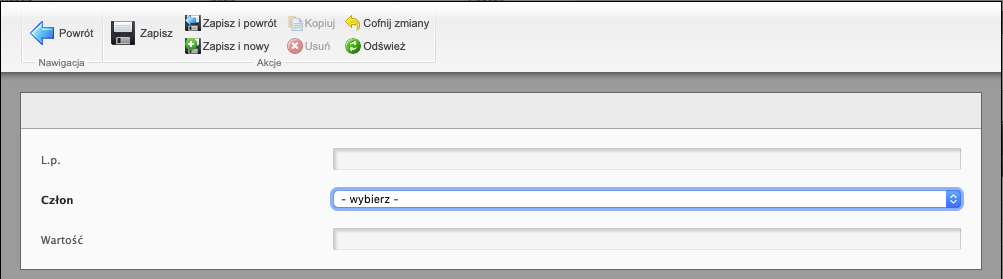 Powrót
Zapisz
Zapisz i powrót
Kopiuj
Cofnij zmiany
Zapisz i nowy
Usuń
Odśwież
Nawigacja
Akcje
L.p.
Człon
- wybierz -
Wartość